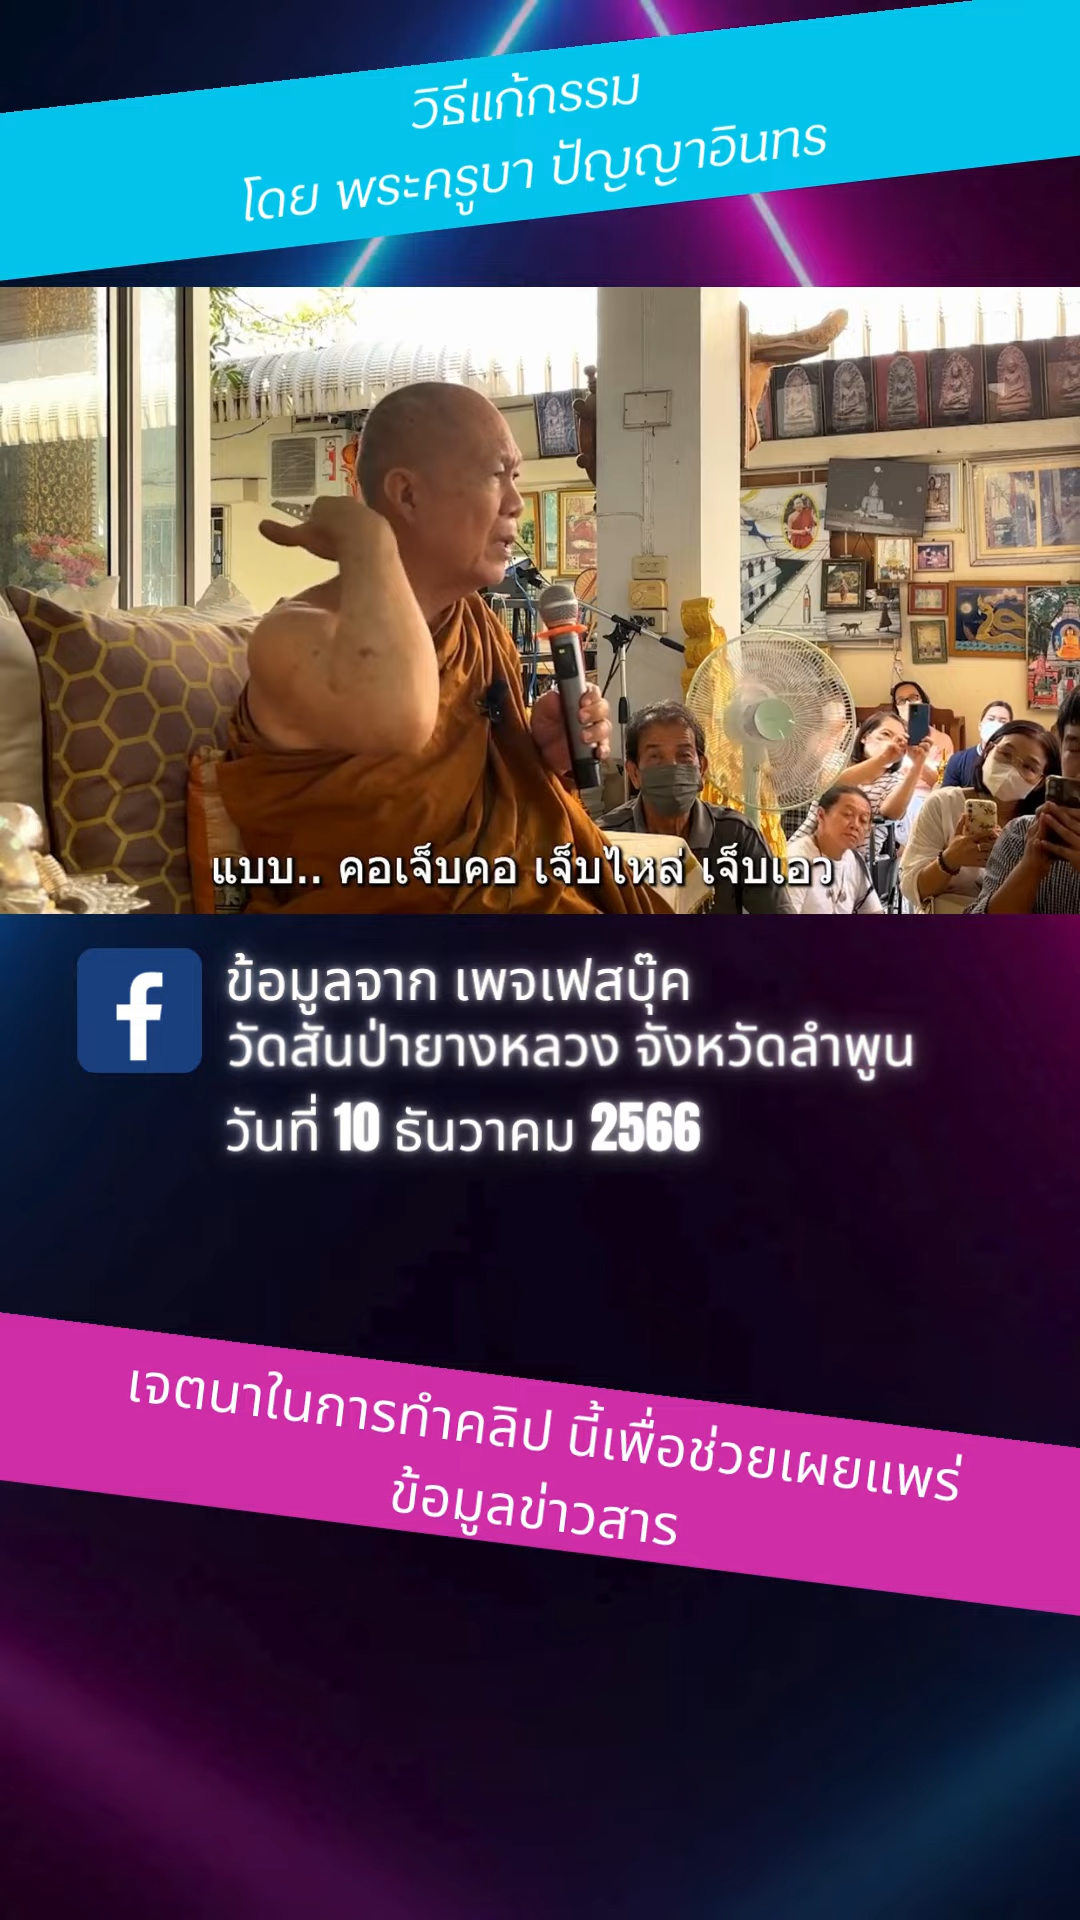 วิธีแก้กรรม
โดย พระครูบา ปัญญาอินทร
แบบ.. คอเจ็บคอ เจ็บไหล่ เจ็บเอว
ข้อมูลจาก เพจเฟสบุ๊ค
วัดสันป่ายางหลวง จังหวัดลำพูน
วันที่ 10 ธันวาคม 2566
เจตนาในการทำคลิป นี้เพื่อช่วยเผยแพร่
ข้อมูลข่าวสาร